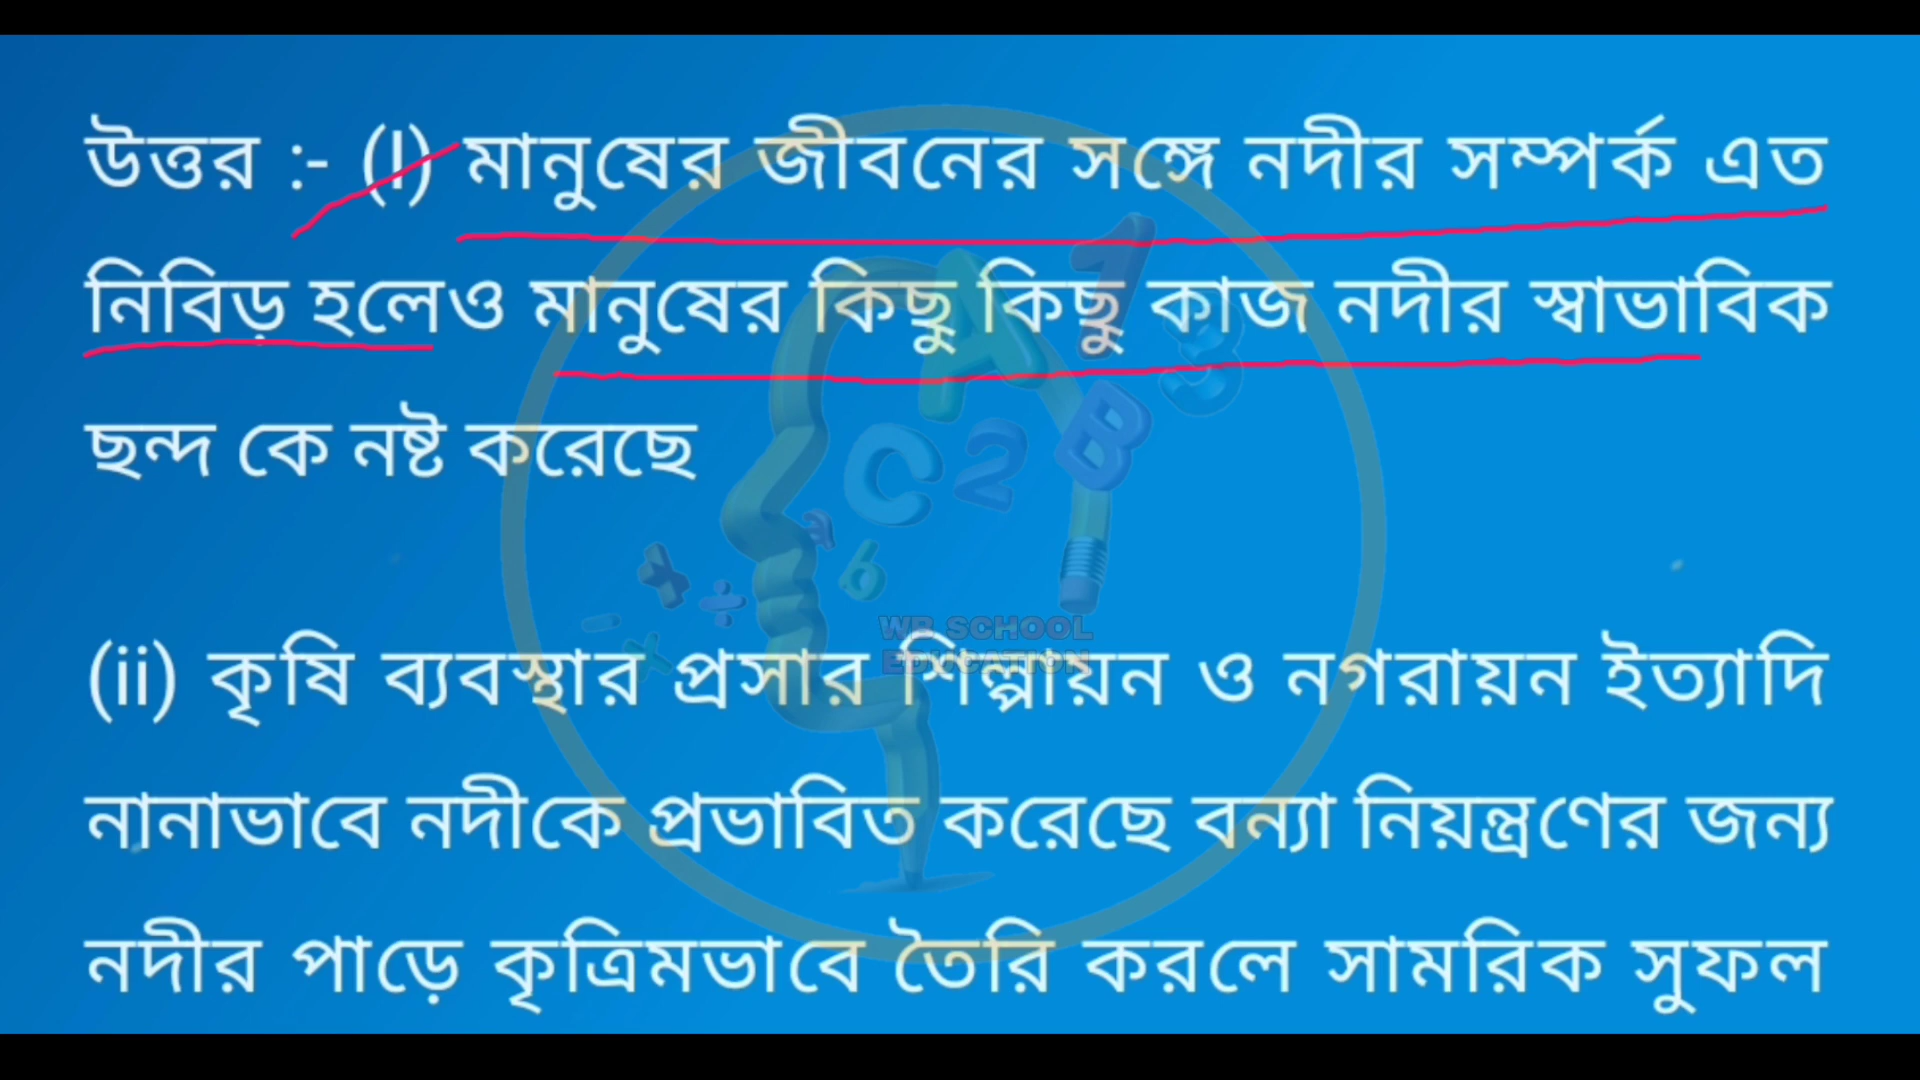 উত্তর :- (I) মানুষের জীবনের সঙ্গে নদীর সম্পর্ক এত
নিবিড় হলেও মানুষের কিছু কিছু কাজ নদীর স্বাভাবিক
ছন্দ কে নষ্ট করেছে
WB SCHOOL
EDUCATION
(ii) কৃষি ব্যবস্থার প্রসার শিল্পায়ন ও নগরায়ন ইত্যাদি
নানাভাবে নদীকে প্রভাবিত করেছে বন্যা নিয়ন্ত্রণের জন্য
নদীর পাড়ে কৃত্রিমভাবে তৈরি করলে সামরিক সুফল